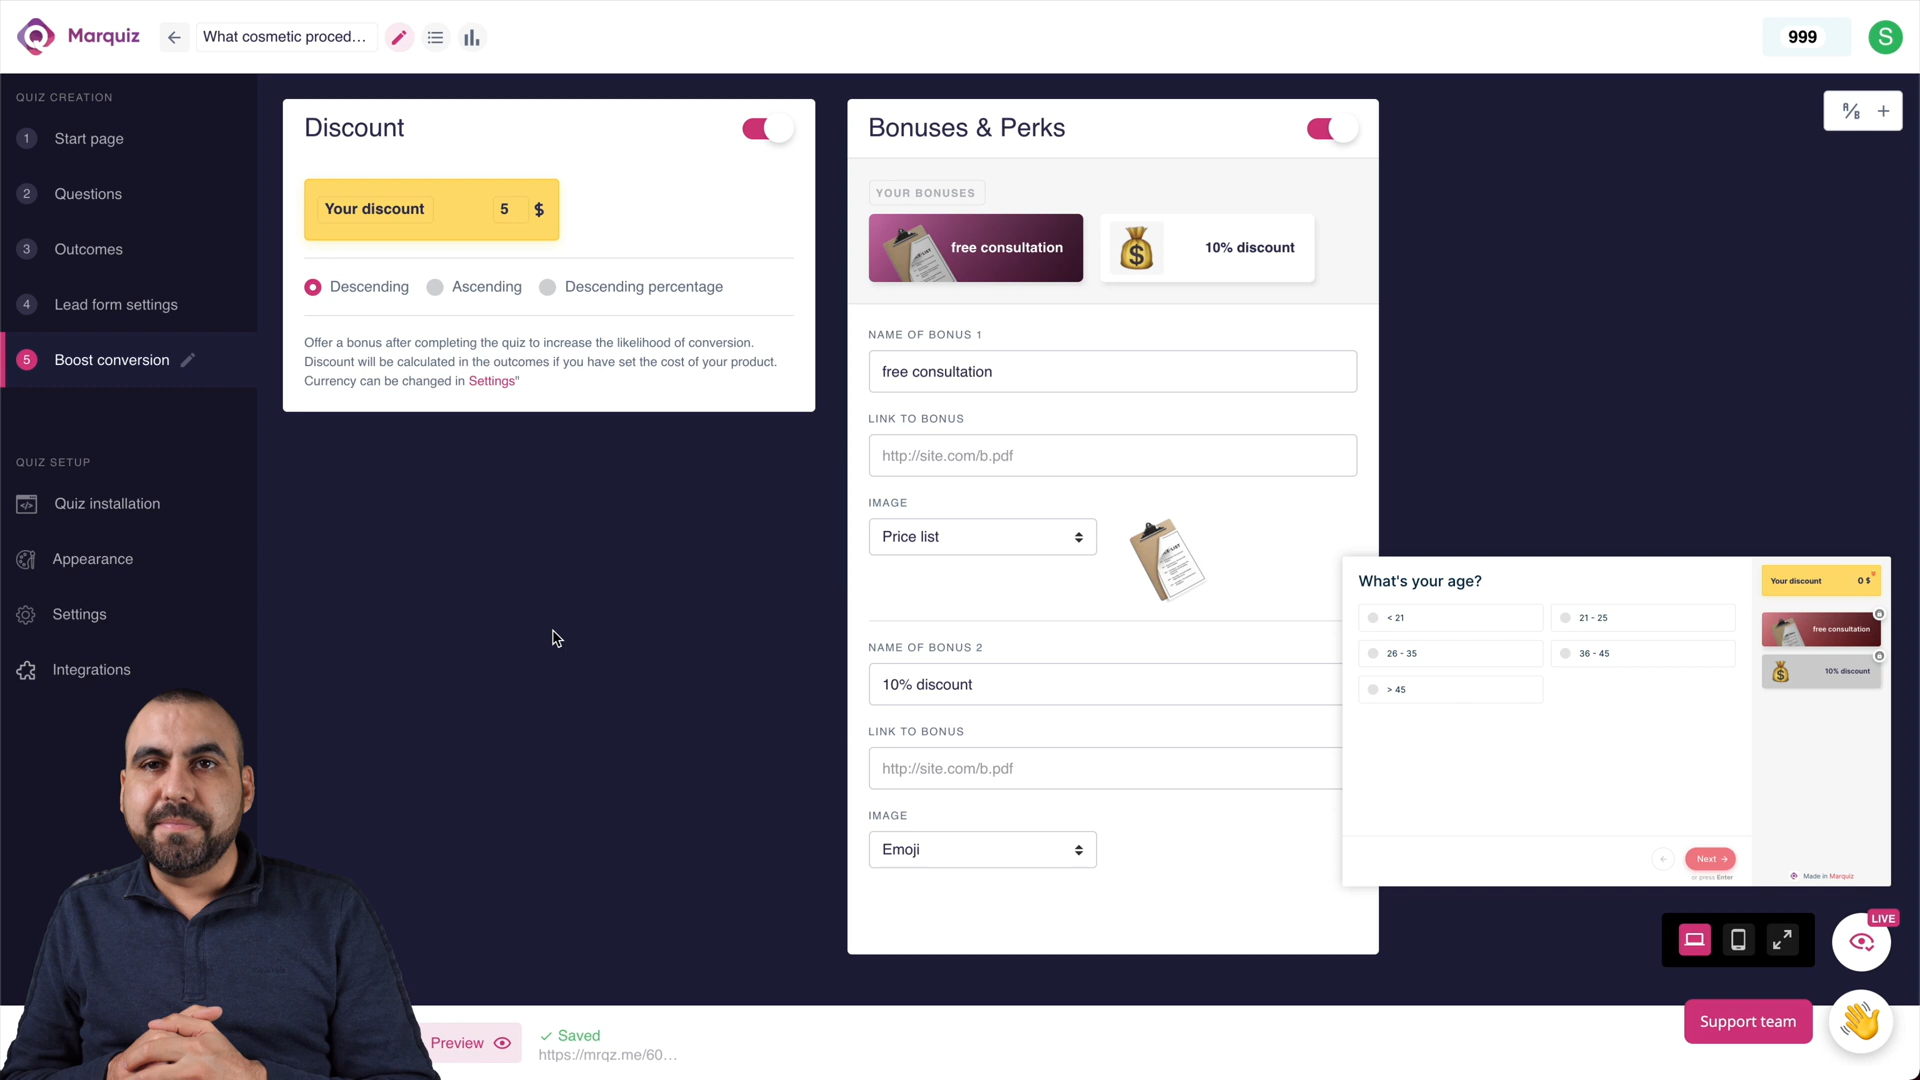 Marquiz
What cosmetic proced...
999
S
QUIZ CREATION
1 Start page
2 Questions
3 Outcomes
4 Lead form settings
5 Boost conversion
QUIZ SETUP
Quiz installation
Appearance
Settings
Integrations
Discount
Your discount 5 $
Descending Ascending Descending percentage
Offer a bonus after completing the quiz to increase the likelihood of conversion.
Discount will be calculated in the outcomes if you have set the cost of your product.
Currency can be changed in Settings"
Bonuses & Perks
YOUR BONUSES
free consultation
$ 10% discount
NAME OF BONUS 1
free consultation
LINK TO BONUS
http://site.com/b.pdf
IMAGE
Price list
NAME OF BONUS 2
10% discount
LINK TO BONUS
http://site.com/b.pdf
IMAGE
Emoji
A/B +
What's your age?
< 21
21 - 25
26 - 35
36 - 45
> 45
Next →
or press Enter
Your discount 0 $
free consultation
10% discount
Made in Marquiz
LIVE
Support team
Preview
Saved
https://mrqz.me/60...